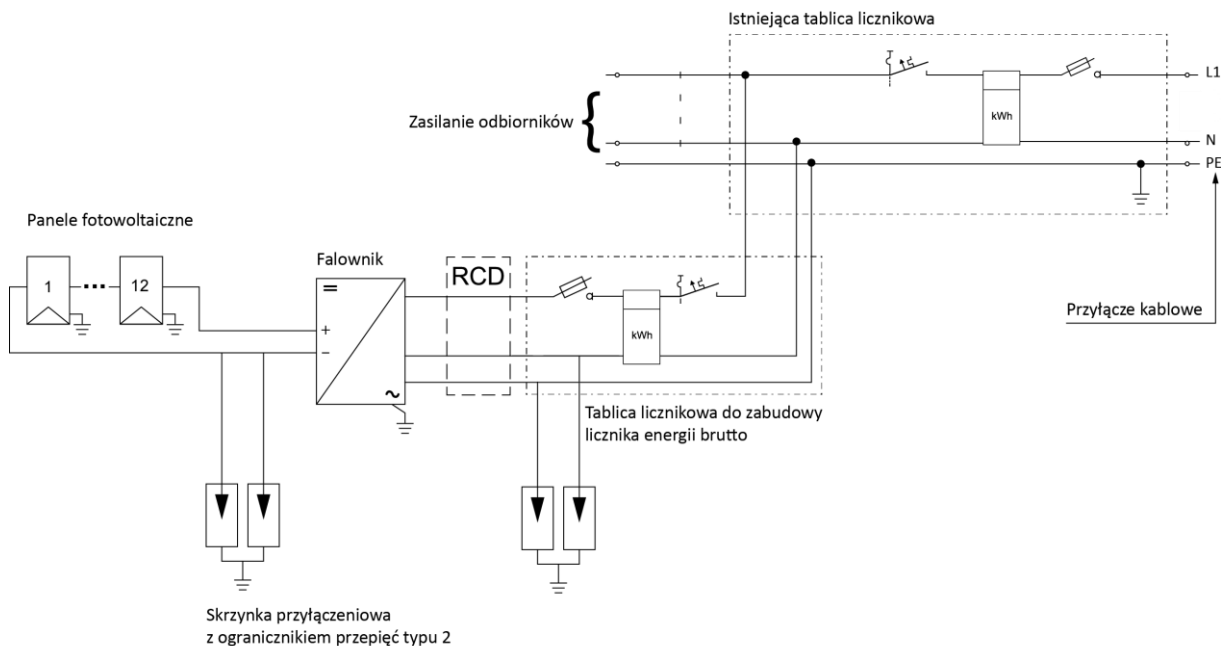 Istniejąca tablica licznikowa
L1
Zasilanie odbiorników
kWh
N
PE
Panele fotowoltaiczne
Falownik
RCD
1
12
Przyłącze kablowe
kWh
Tablica licznikowa do zabudowy
licznika energii brutto
Skrzynka przyłączeniowa
z ogranicznikiem przepięć typu 2